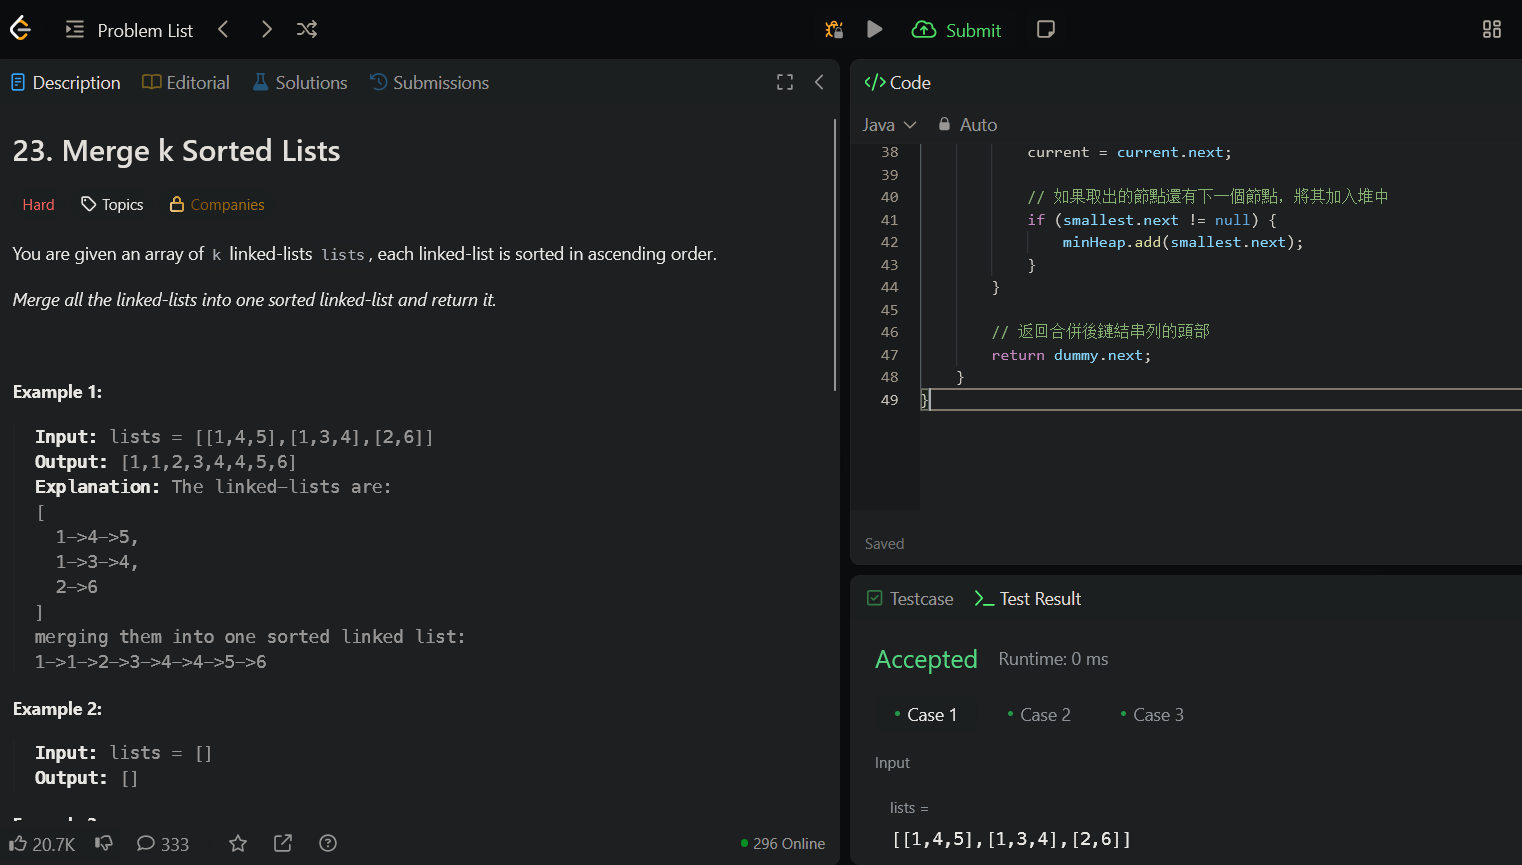 Problem List
Submit
Description
Editorial
Solutions
Submissions
23. Merge k Sorted Lists
Hard
Topics
Companies
You are given an array of k linked-lists lists, each linked-list is sorted in ascending order.
Merge all the linked-lists into one sorted linked-list and return it.
Example 1:
Input: lists = [[1,4,5],[1,3,4],[2,6]]
Output: [1,1,2,3,4,4,5,6]
Explanation: The linked-lists are:
[
1->4->5,
1->3->4,
2->6
]
merging them into one sorted linked list:
1->1->2->3->4->4->5->6
Example 2:
Input: lists = []
Output: []
20.7K
333
296 Online
</> Code
Java
Auto
38 current = current.next;
39
40 // 如果取出的節點還有下一個節點，將其加入堆中
41 if (smallest.next != null) {
42 minHeap.add(smallest.next);
43 }
44 }
45
46 // 返回合併後鏈結串列的頭部
47 return dummy.next;
48 }
49 }
Saved
Testcase
Test Result
Accepted
Runtime: 0 ms
Case 1
Case 2
Case 3
Input
lists =
[[1,4,5],[1,3,4],[2,6]]